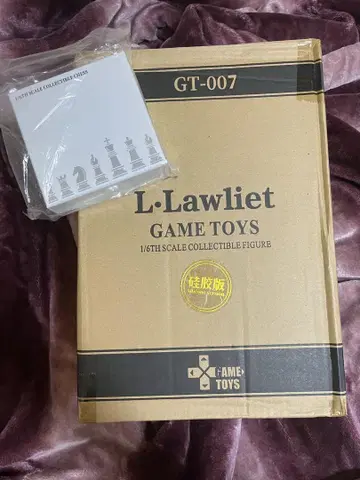 1/6TH SCALE COLLECTIBLE CHESS
GT-007
L·Lawliet
GAME TOYS
1/6TH SCALE COLLECTIBLE FIGURE
硅胶版
GAME
TOYS